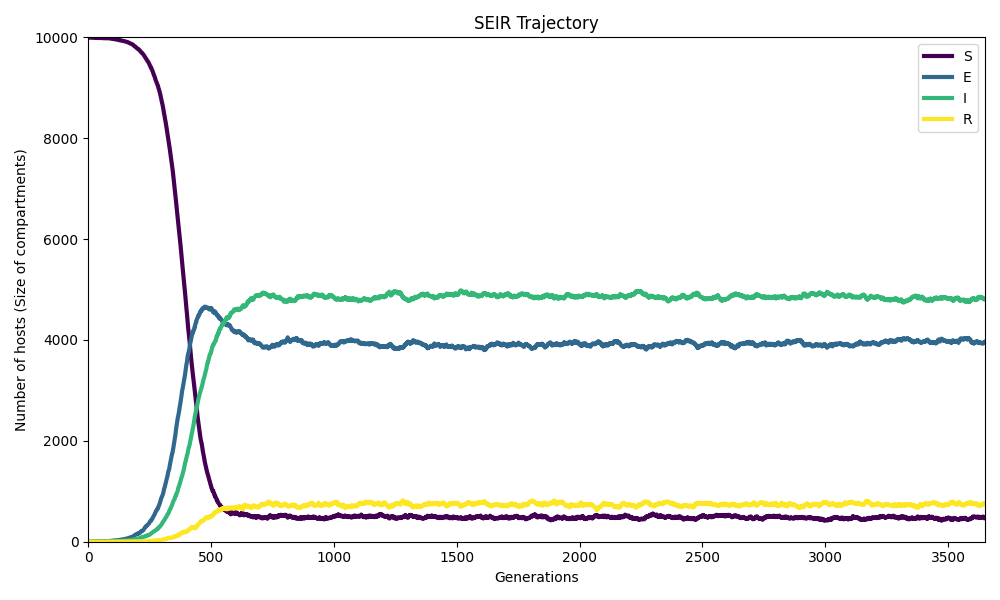 SEIR Trajectory
Number of hosts (Size of compartments)
10000
8000
6000
4000
2000
0
S
E
I
R
0 500 1000 1500 2000 2500 3000 3500
Generations